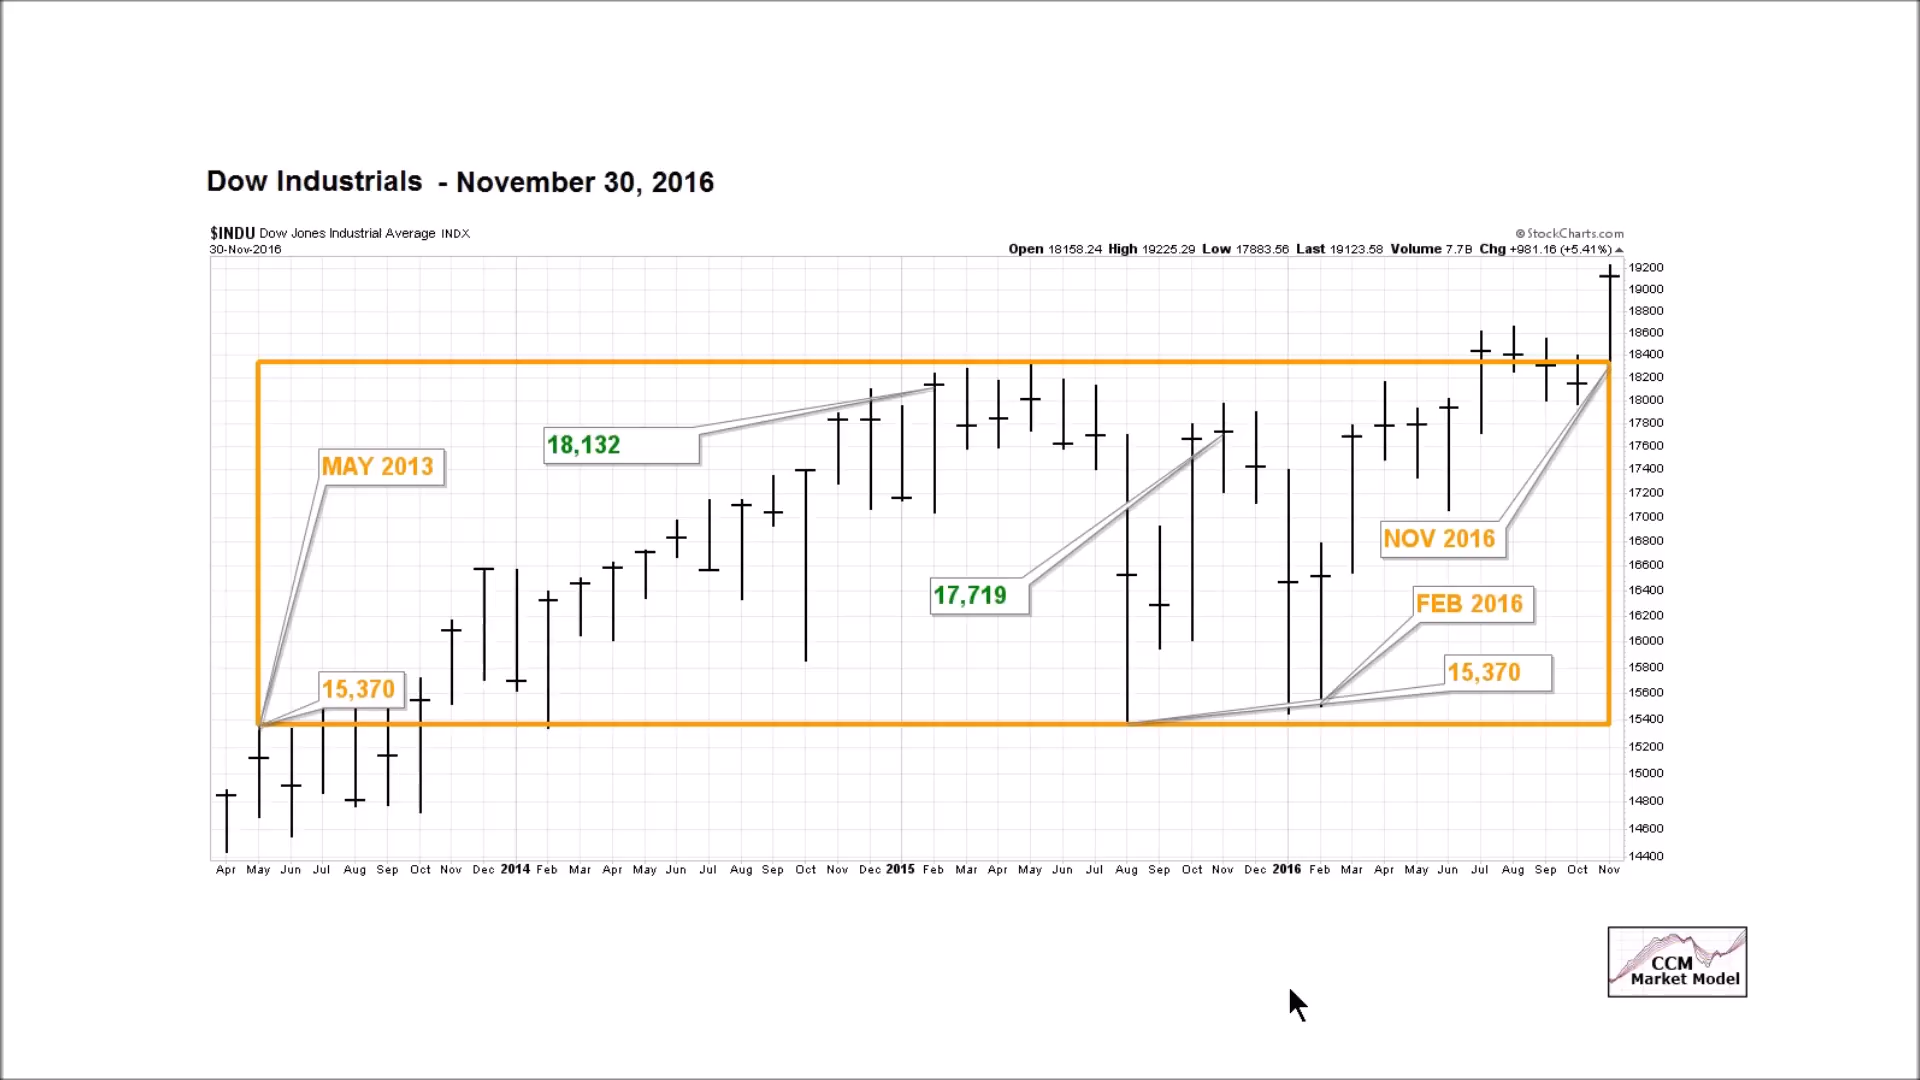 Dow Industrials - November 30, 2016
$INDU Dow Jones Industrial Average INDX
© StockCharts.com
30-Nov-2016
Open 18158.24 High 19225.29 Low 17883.56 Last 19123.58 Volume 7.7B Chg +981.16 (+5.41%)
19200
19000
18800
18600
18400
18200
18000
17800
17600
17400
17200
17000
16800
16600
16400
16200
16000
15800
15600
15400
15200
15000
14800
14600
14400
18,132
MAY 2013
NOV 2016
17,719
FEB 2016
15,370
15,370
Apr May Jun Jul Aug Sep Oct Nov Dec 2014 Feb Mar Apr May Jun Jul Aug Sep Oct Nov Dec 2015 Feb Mar Apr May Jun Jul Aug Sep Oct Nov Dec 2016 Feb Mar Apr May Jun Jul Aug Sep Oct Nov
CCM
Market Model